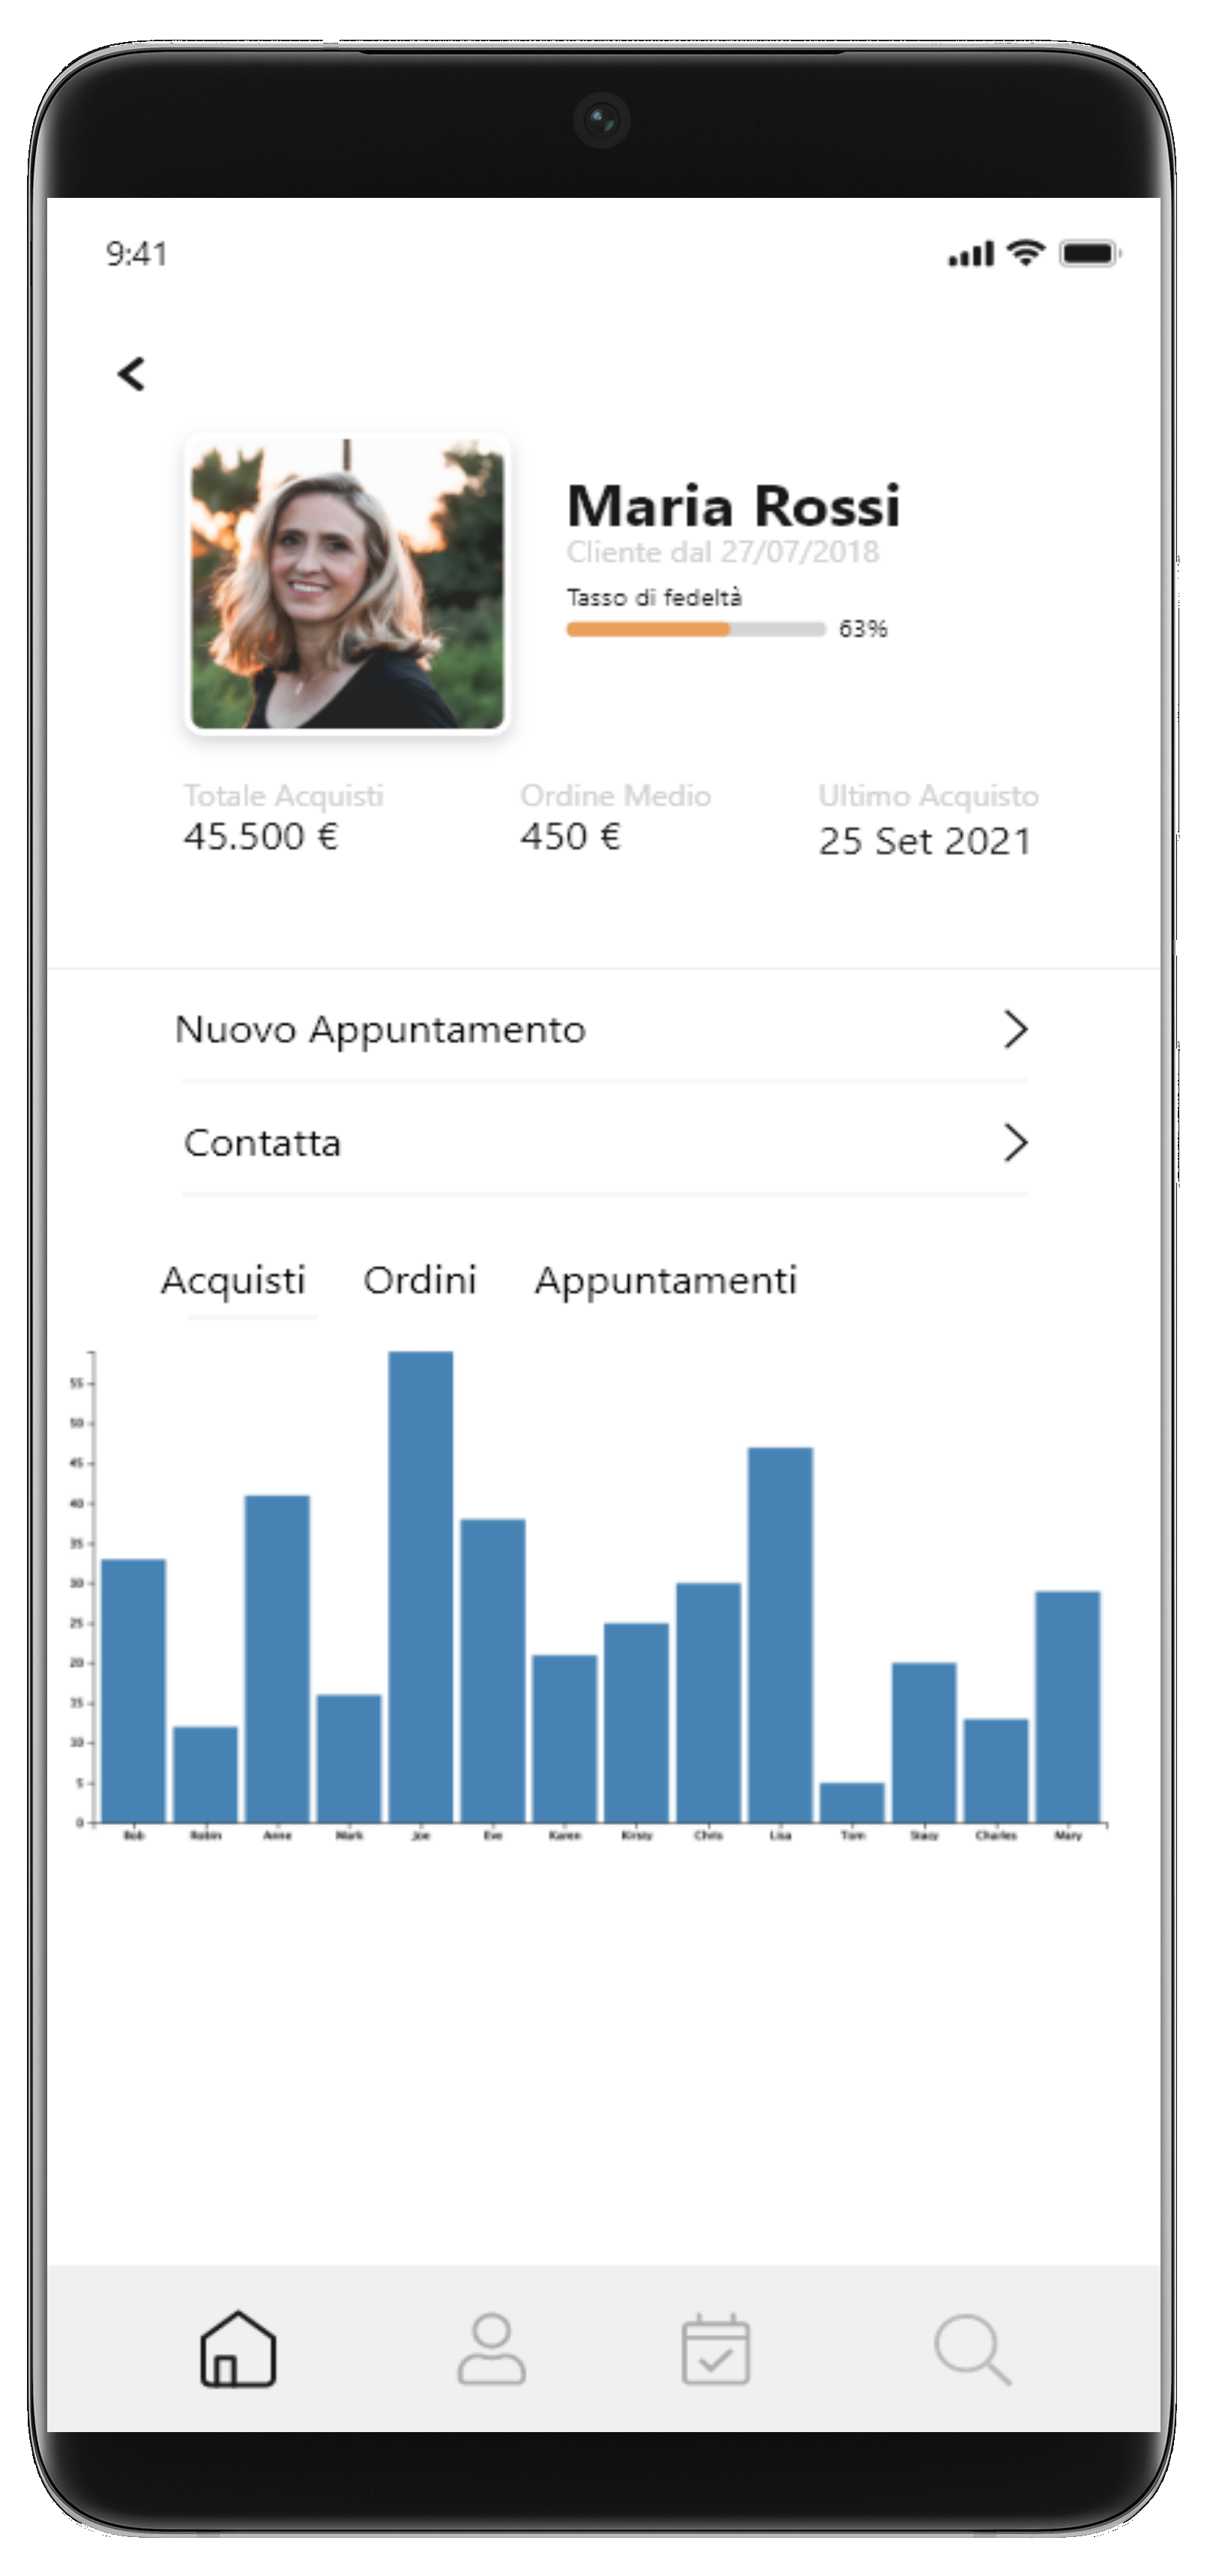 9:41
Maria Rossi
Cliente dal 27/07/2018
Tasso di fedeltà
63%
Totale Acquisti Ordine Medio Ultimo Acquisto
45.500 € 450 € 25 Set 2021
Nuovo Appuntamento
Contatta
Acquisti Ordini Appuntamenti
55
50
45
40
35
30
25
20
15
10
5
0
Bob Robin Anne Mark Joe Eve Karen Kirsty Chris Lisa Tom Stacy Charles Mary